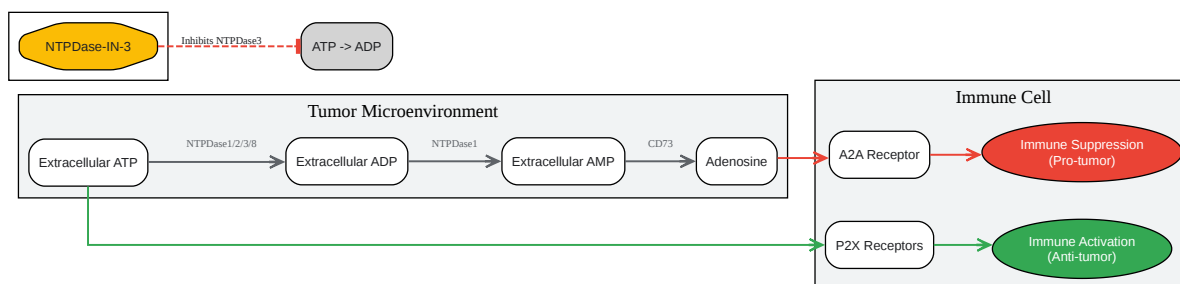 NTPDase-IN-3
Inhibits NTPDase3
ATP -> ADP
Tumor Microenvironment
Immune Cell
Extracellular ATP
NTPDase1/2/3/8
Extracellular ADP
NTPDase1
Extracellular AMP
CD73
Adenosine
A2A Receptor
Immune Suppression
(Pro-tumor)
P2X Receptors
Immune Activation
(Anti-tumor)